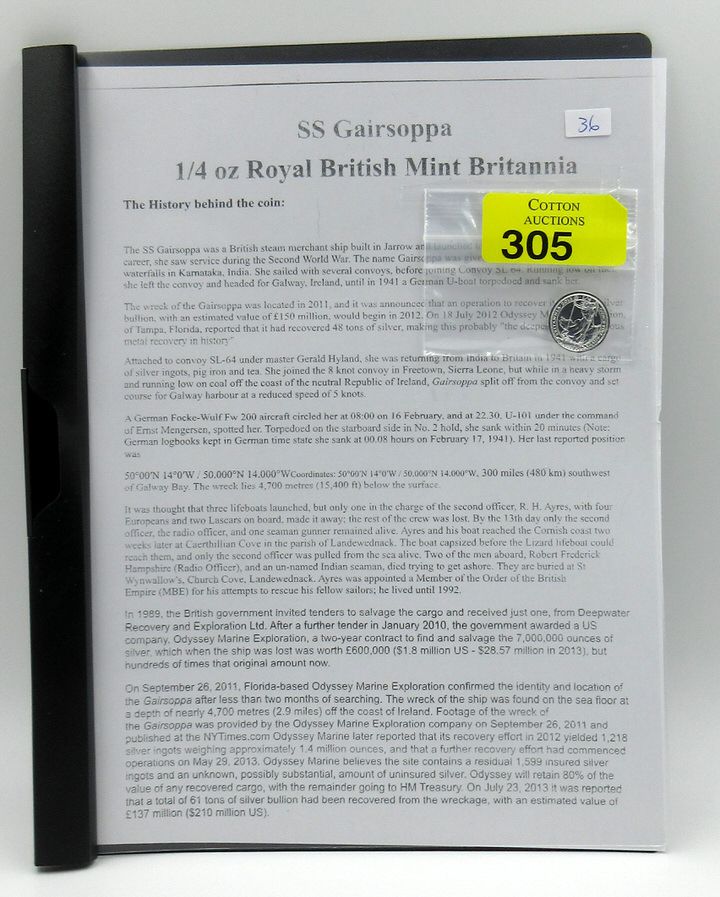 SS Gairsoppa
36
1/4 oz Royal British Mint Britannia
The History behind the coin:
COTTON
AUCTIONS
305
The SS Gairsoppa was a British steam merchant ship built in Jarrow and launched
career, she saw service during the Second World War. The name Gairsoppa was give
waterfalls in Karnataka, India. She sailed with several convoys, before joining Convoy SL 64. Running low on fuel,
she left the convoy and headed for Galway, Ireland, until in 1941 a German U-boat torpedoed and sank her.
The wreck of the Gairsoppa was located in 2011, and it was announced that an operation to recover silver
bullion, with an estimated value of £150 million, would begin in 2012. On 18 July 2012 Odyssey M
of Tampa, Florida, reported that it had recovered 48 tons of silver, making this probably "the deepes
metal recovery in history"
Attached to convoy SL-64 under master Gerald Hyland, she was returning from India to Britain in 1941 with a cargo
of silver ingots, pig iron and tea. She joined the 8 knot convoy in Freetown, Sierra Leone, but while in a heavy storm
and running low on coal off the coast of the neutral Republic of Ireland, Gairsoppa split off from the convoy and set
course for Galway harbour at a reduced speed of 5 knots.
A German Focke-Wulf Fw 200 aircraft circled her at 08:00 on 16 February, and at 22.30, U-101 under the command
of Ernst Mengersen, spotted her. Torpedoed on the starboard side in No. 2 hold, she sank within 20 minutes (Note:
German logbooks kept in German time state she sank at 00.08 hours on February 17, 1941). Her last reported position
was
50°00′N 14°0′W / 50.000°N 14.000°WCoordinates: 50°00′N 14°0′W / 50.000°N 14.000°W, 300 miles (480 km) southwest
of Galway Bay. The wreck lies 4,700 metres (15,400 ft) below the surface.
It was thought that three lifeboats launched, but only one in the charge of the second officer, R. H. Ayres, with four
Europeans and two Lascars on board, made it away; the rest of the crew was lost. By the 13th day only the second
officer, the radio officer, and one seaman gunner remained alive. Ayres and his boat reached the Cornish coast two
weeks later at Caerthillian Cove in the parish of Landewednack. The boat capsized before the Lizard lifeboat could
reach them, and only the second officer was pulled from the sea alive. Two of the men aboard, Robert Frederick
Hampshire (Radio Officer), and an un-named Indian seaman, died trying to get ashore. They are buried at St
Wynwallow's, Church Cove, Landewednack. Ayres was appointed a Member of the Order of the British
Empire (MBE) for his attempts to rescue his fellow sailors; he lived until 1992.
In 1989, the British government invited tenders to salvage the cargo and received just one, from Deepwater
Recovery and Exploration Ltd. After a further tender in January 2010, the government awarded a US
company, Odyssey Marine Exploration, a two-year contract to find and salvage the 7,000,000 ounces of
silver, which when the ship was lost was worth £600,000 ($1.8 million US - $28.57 million in 2013), but
hundreds of times that original amount now.
On September 26, 2011, Florida-based Odyssey Marine Exploration confirmed the identity and location of
the Gairsoppa after less than two months of searching. The wreck of the ship was found on the sea floor at
a depth of nearly 4,700 metres (2.9 miles) off the coast of Ireland. Footage of the wreck of
the Gairsoppa was provided by the Odyssey Marine Exploration company on September 26, 2011 and
published at the NYTimes.com Odyssey Marine later reported that its recovery effort in 2012 yielded 1,218
silver ingots weighing approximately 1.4 million ounces, and that a further recovery effort had commenced
operations on May 29, 2013. Odyssey Marine believes the site contains a residual 1,599 insured silver
ingots and an unknown, possibly substantial, amount of uninsured silver. Odyssey will retain 80% of the
value of any recovered cargo, with the remainder going to HM Treasury. On July 23, 2013 it was reported
that a total of 61 tons of silver bullion had been recovered from the wreckage, with an estimated value of
£137 million ($210 million US).